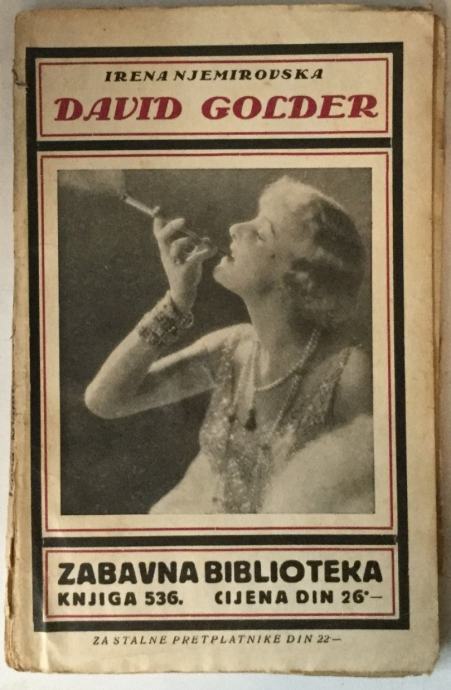 IRENA NJEMIROVSKA
DAVID GOLDER
ZABAVNA BIBLIOTEKA
KNJIGA 536. CIJENA DIN 26·—
ZA STALNE PRETPLATNIKE DIN 22—